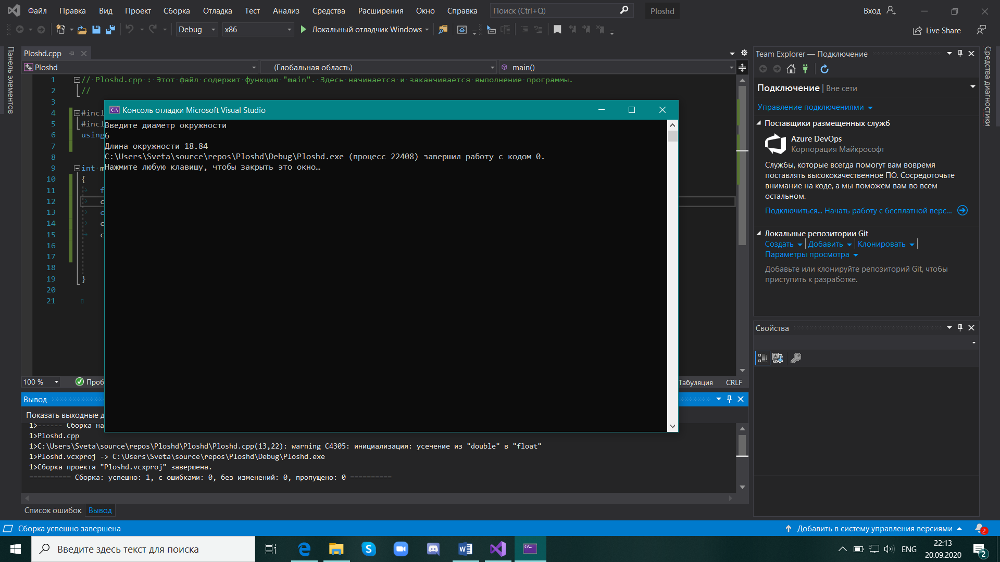 Файл Правка Вид Проект Сборка Отладка Тест Анализ Средства Расширения Окно Справка Поиск (Ctrl+Q) Ploshd Вход
Debug x86 Локальный отладчик Windows Live Share
Панель элементов
Ploshd.cpp
Ploshd (Глобальная область) main()
1 // Ploshd.cpp : Этот файл содержит функцию "main". Здесь начинается и заканчивается выполнение программы.
2 //
3
4 #incl
5 #incl
6 using
7
8
9 int m
10 {
11 f
12 c
13 c
14 c
15 c
16
17
18
19 }
20
21
Консоль отладки Microsoft Visual Studio
Введите диаметр окружности
6
Длина окружности 18.84
C:\Users\Sveta\source\repos\Ploshd\Debug\Ploshd.exe (процесс 22408) завершил работу с кодом 0.
Нажмите любую клавишу, чтобы закрыть это окно…
100 % Проб Табуляция CRLF
Вывод
Показать выходные д
1>------ Сборка на
1>Ploshd.cpp
1>C:\Users\Sveta\source\repos\Ploshd\Ploshd\Ploshd.cpp(13,22): warning C4305: инициализация: усечение из "double" в "float"
1>Ploshd.vcxproj -> C:\Users\Sveta\source\repos\Ploshd\Debug\Ploshd.exe
1>Сборка проекта "Ploshd.vcxproj" завершена.
========== Сборка: успешно: 1, с ошибками: 0, без изменений: 0, пропущено: 0 ==========
Список ошибок Вывод
Team Explorer — Подключение
Подключение | Вне сети
Управление подключениями
Поставщики размещенных служб
Azure DevOps
Корпорация Майкрософт
Службы, которые всегда помогут вам вовремя
поставлять высококачественное ПО. Сосредоточьте
внимание на коде, а мы поможем вам во всем
остальном.
Подключиться... Начать работу с бесплатной верс...
Локальные репозитории Git
Создать Добавить Клонировать
Параметры просмотра
Добавьте или клонируйте репозиторий Git, чтобы
приступить к разработке.
Свойства
Средства диагностики
Сборка успешно завершена Добавить в систему управления версиями 2
Введите здесь текст для поиска ENG 22:13
20.09.2020 2